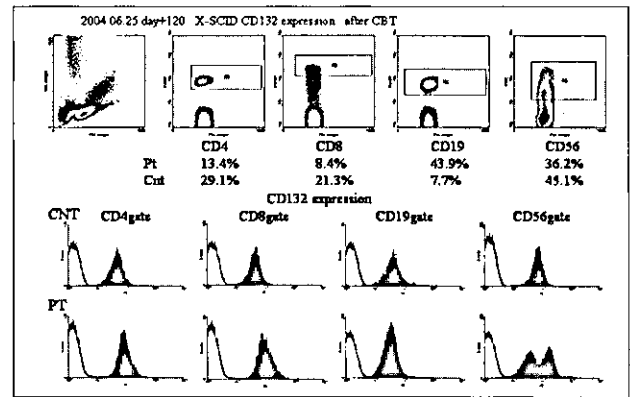 2004 06.25 day+120 X-SCID CD132 expression after CBT
CD4 CD8 CD19 CD56
Pt 13.4% 8.4% 43.9% 36.2%
Cnt 29.1% 21.3% 7.7% 45.1%
CD132 expression
CNT CD4gate CD8gate CD19gate CD56gate
PT